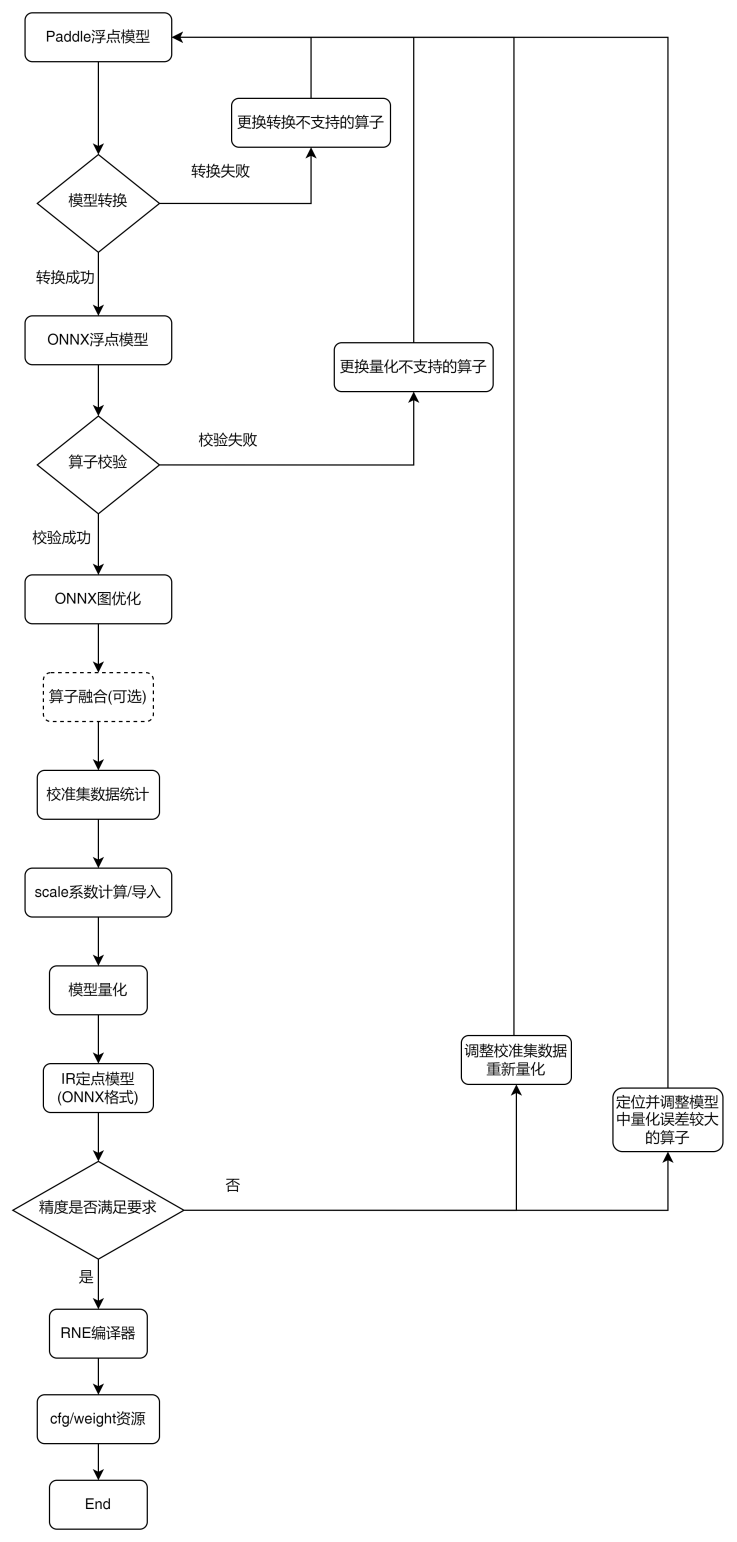 Paddle浮点模型
更换转换不支持的算子
转换失败
模型转换
转换成功
ONNX浮点模型
更换量化不支持的算子
校验失败
算子校验
校验成功
ONNX图优化
算子融合(可选)
校准集数据统计
scale系数计算/导入
模型量化
调整校准集数据
重新量化
IR定点模型
(ONNX格式)
定位并调整模型
中量化误差较大
的算子
否
精度是否满足要求
是
RNE编译器
cfg/weight资源
End